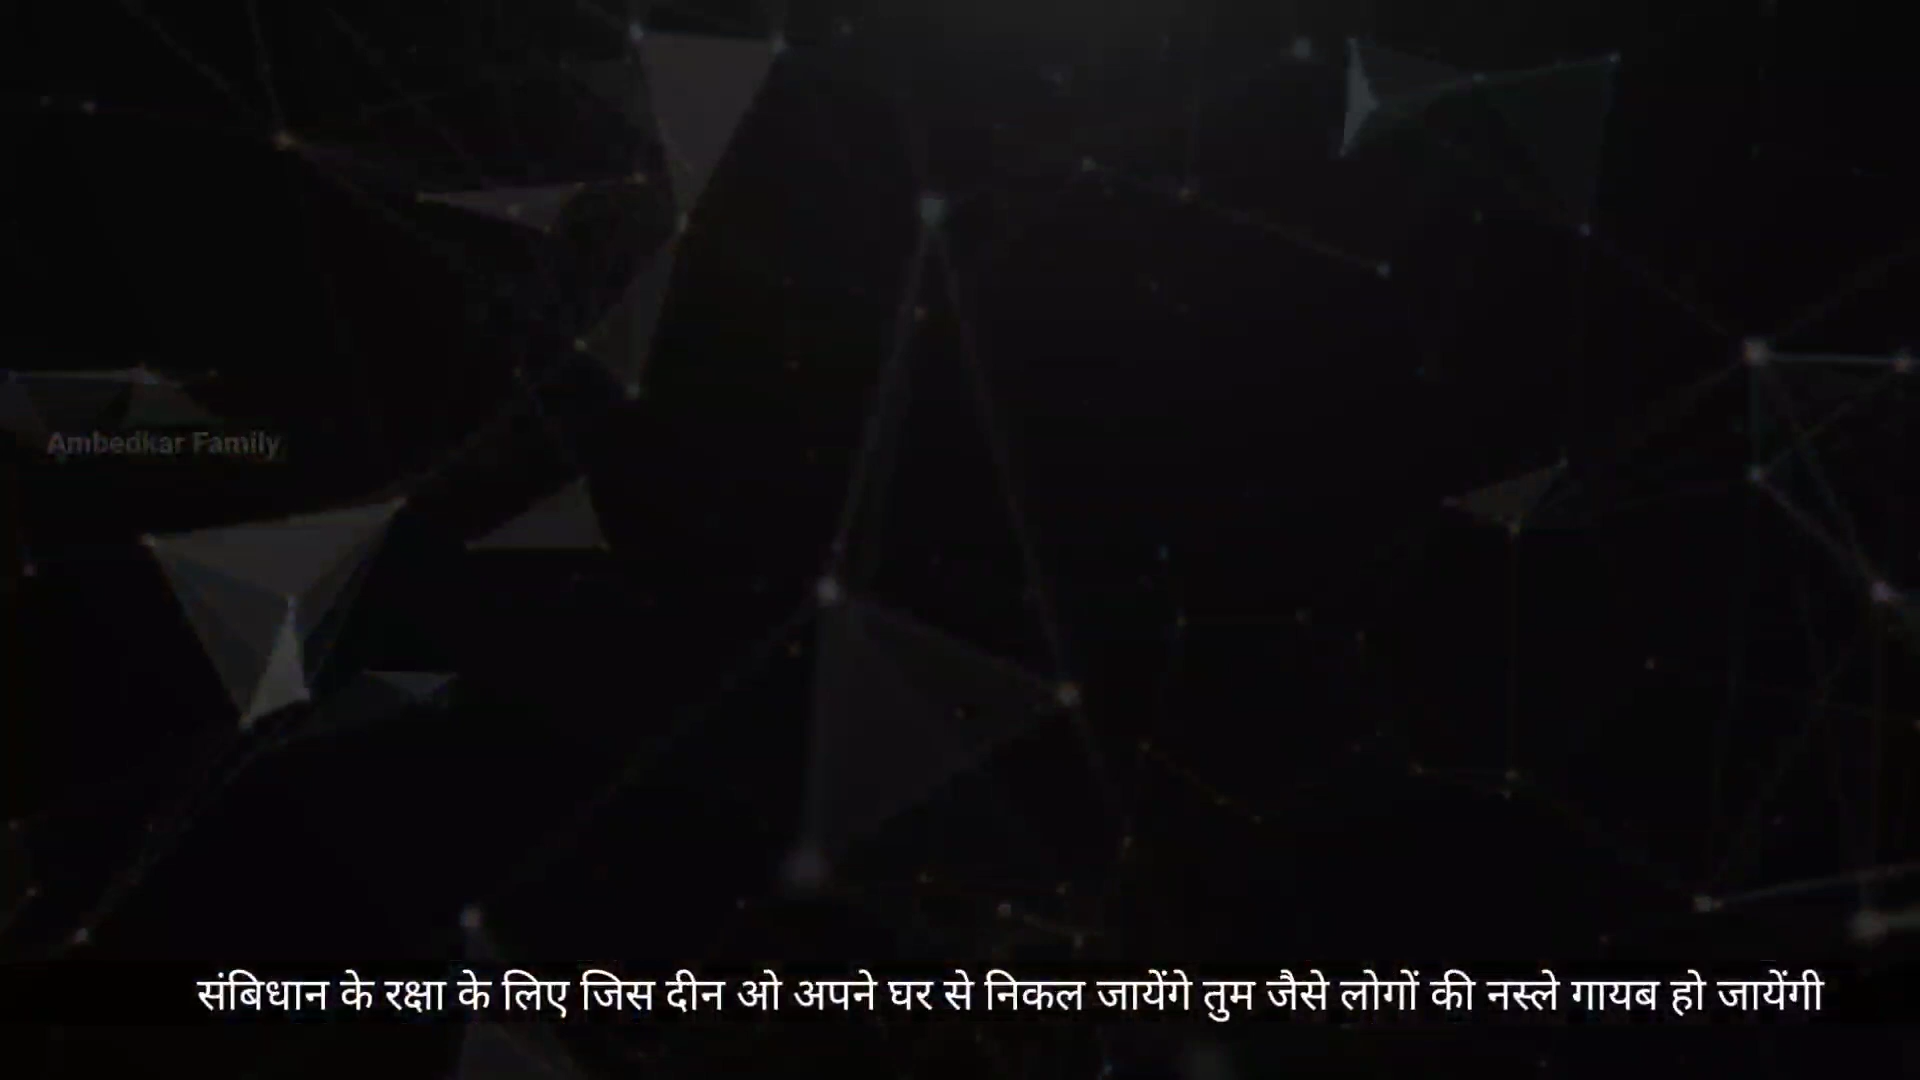 Ambedkar Family
संबिधान के रक्षा के लिए जिस दीन ओ अपने घर से निकल जायेंगे तुम जैसे लोगों की नस्ले गायब हो जायेंगी